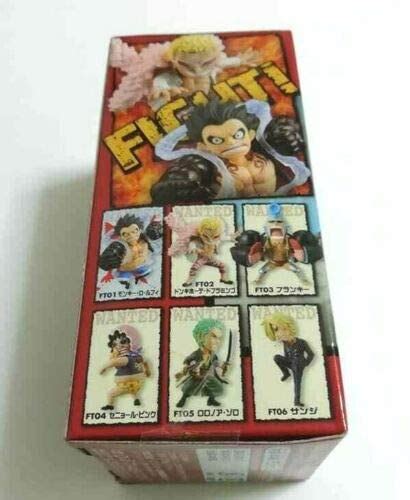 FIGHT!
WANTED
WANTED
WANTED
FT01 モンキー・D・ルフィ
FT02
ドンキホーテ・ドフラミンゴ
FT03 フランキー
WANTED
WANTED
WANTED
FT04 セニョール・ピンク
FT05 ロロノア・ゾロ
FT06 サンジ